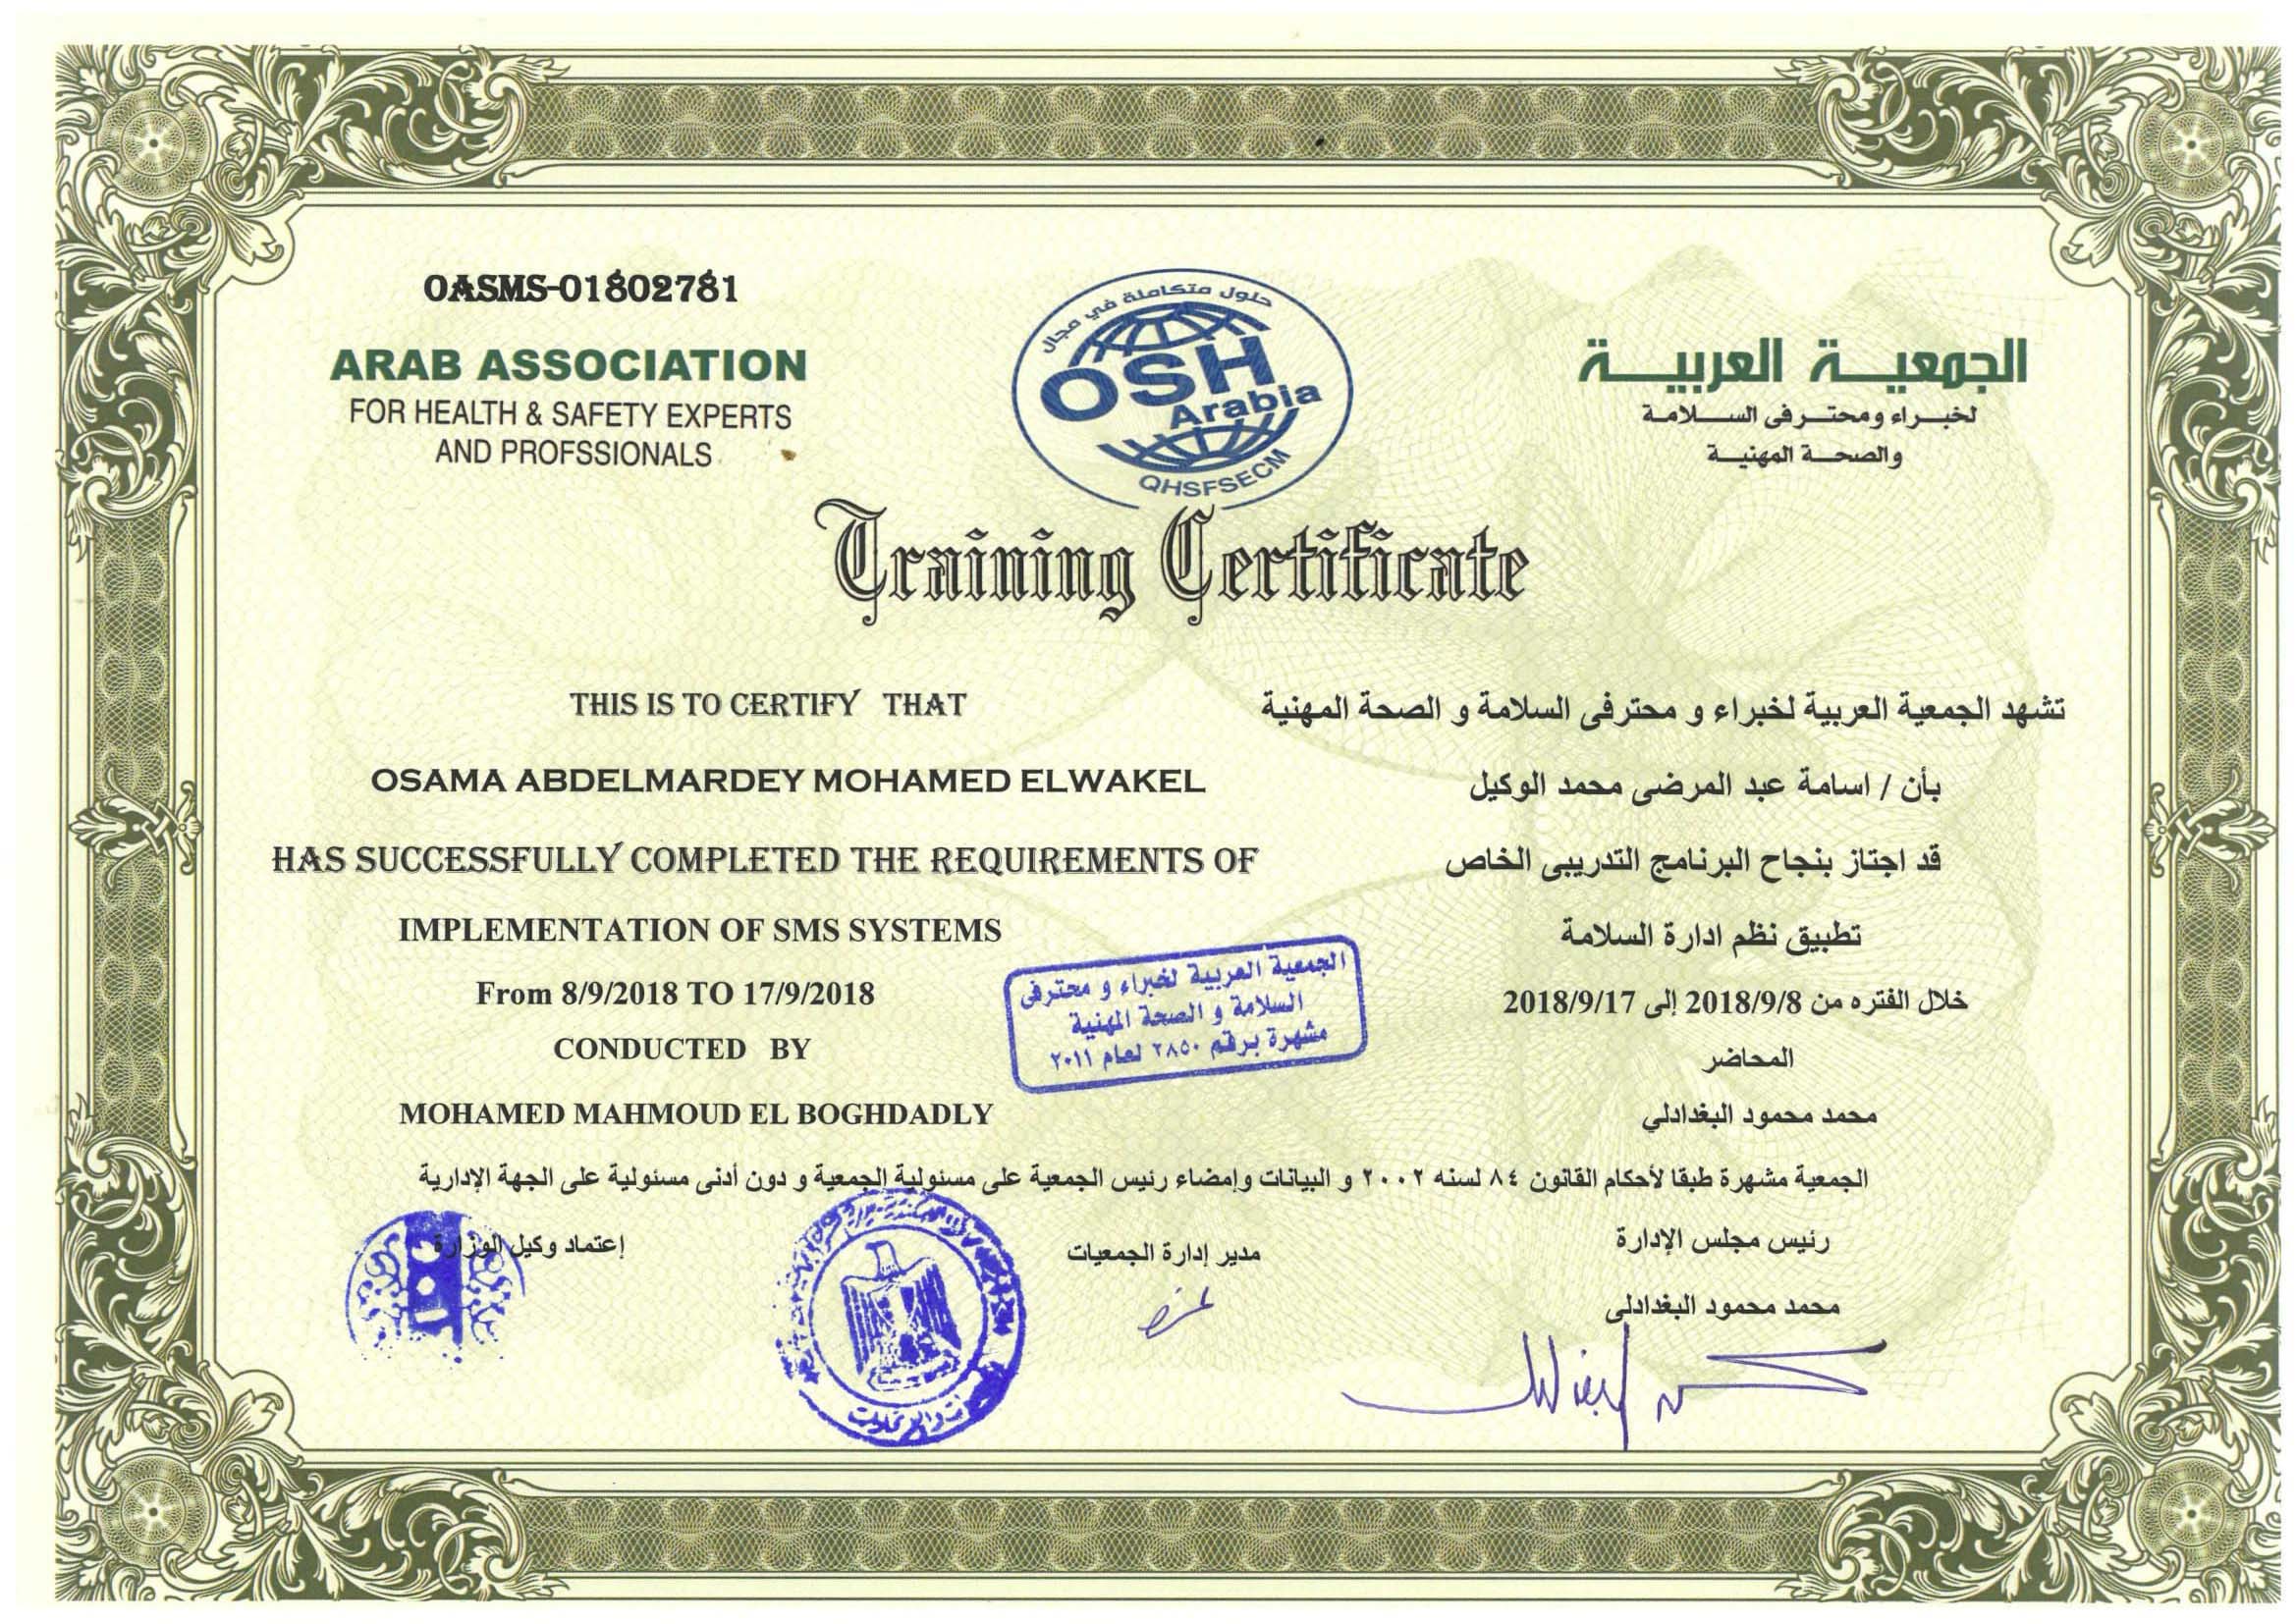 OASMS-01802781
ARAB ASSOCIATION
FOR HEALTH & SAFETY EXPERTS
AND PROFSSIONALS
حلول متكاملة في مجال
OSH
Arabia
QHSFSECM
الجمعيــة العربيــة
لخبــراء ومحتــرفى الســـلامـة
والصحــة المهنيــة
Training Certificate
THIS IS TO CERTIFY THAT
تشهد الجمعية العربية لخبراء و محترفى السلامة و الصحة المهنية
OSAMA ABDELMARDEY MOHAMED ELWAKEL
بأن / اسامة عبد المرضى محمد الوكيل
HAS SUCCESSFULLY COMPLETED THE REQUIREMENTS OF
قد اجتاز بنجاح البرنامج التدريبى الخاص
IMPLEMENTATION OF SMS SYSTEMS
تطبيق نظم ادارة السلامة
From 8/9/2018 TO 17/9/2018
خلال الفتره من 2018/9/8 إلى 2018/9/17
CONDUCTED BY
المحاضر
MOHAMED MAHMOUD EL BOGHDADLY
محمد محمود البغدادلي
الجمعية العربية لخبراء و محترفى
السلامة و الصحة المهنية
مشهرة برقم ٢٨٥٠ لعام ٢٠١١
الجمعية مشهرة طبقا لأحكام القانون ٨٤ لسنه ٢٠٠٢ و البيانات وإمضاء رئيس الجمعية على مسئولية الجمعية و دون أدنى مسئولية على الجهة الإدارية
رئيس مجلس الإدارة
مدير إدارة الجمعيات
إعتماد وكيل الوزارة
محمد محمود البغدادلى